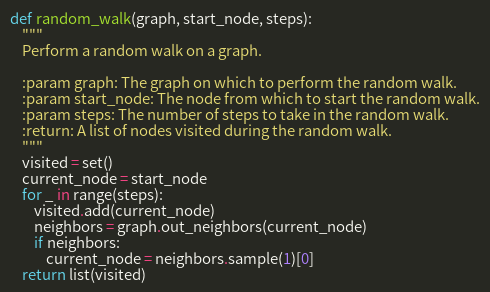 def random_walk(graph, start_node, steps):
    """
    Perform a random walk on a graph.

    :param graph: The graph on which to perform the random walk.
    :param start_node: The node from which to start the random walk.
    :param steps: The number of steps to take in the random walk.
    :return: A list of nodes visited during the random walk.
    """
    visited = set()
    current_node = start_node
    for _ in range(steps):
        visited.add(current_node)
        neighbors = graph.out_neighbors(current_node)
        if neighbors:
            current_node = neighbors.sample(1)[0]
    return list(visited)